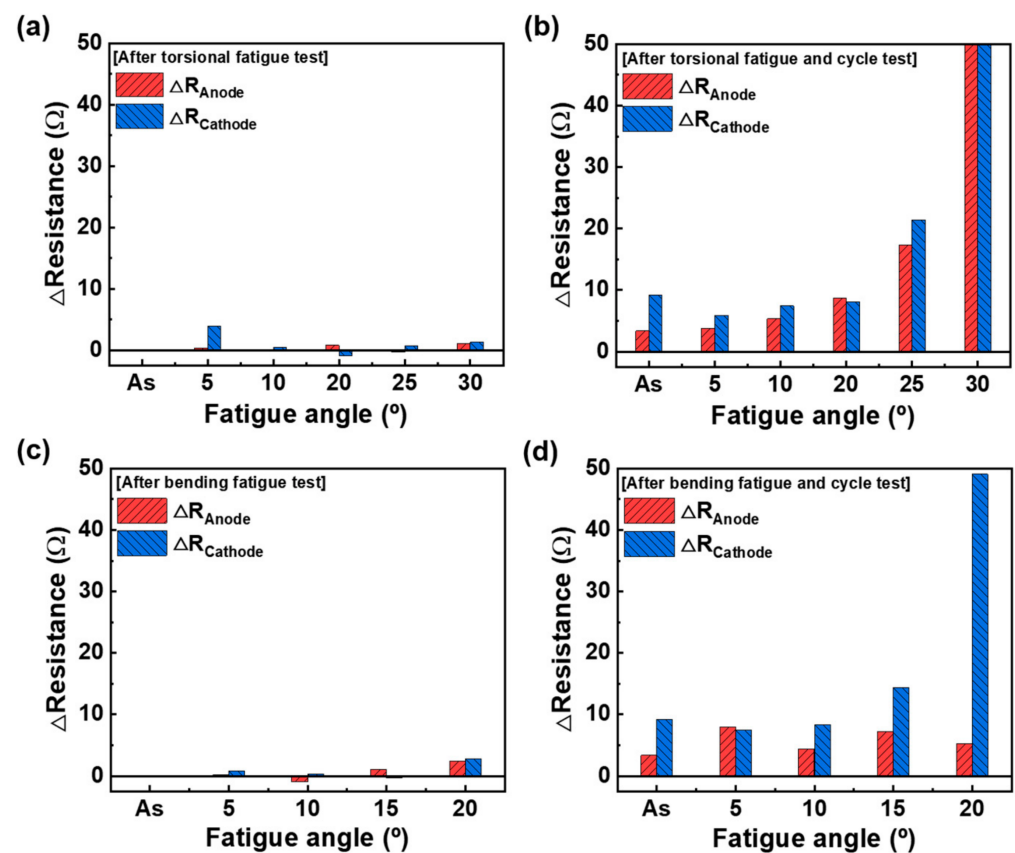 (a)
50
40
30
20
10
0
△Resistance (Ω)
[After torsional fatigue test]
△RAnode
△RCathode
As 5 10 20 25 30
Fatigue angle (º)
(b)
50
40
30
20
10
0
△Resistance (Ω)
[After torsional fatigue and cycle test]
△RAnode
△RCathode
As 5 10 20 25 30
Fatigue angle (º)
(c)
50
40
30
20
10
0
△Resistance (Ω)
[After bending fatigue test]
△RAnode
△RCathode
As 5 10 15 20
Fatigue angle (º)
(d)
50
40
30
20
10
0
△Resistance (Ω)
[After bending fatigue and cycle test]
△RAnode
△RCathode
As 5 10 15 20
Fatigue angle (º)